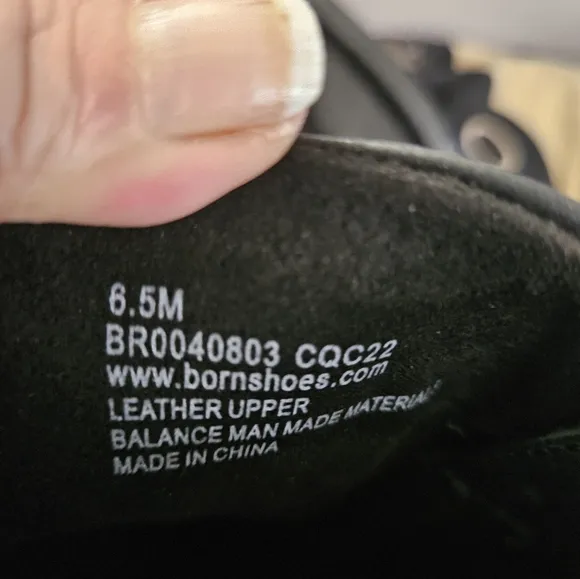 6.5M
BR0040803 CQC22
www.bornshoes.com
LEATHER UPPER
BALANCE MAN MADE MATERIALS
MADE IN CHINA